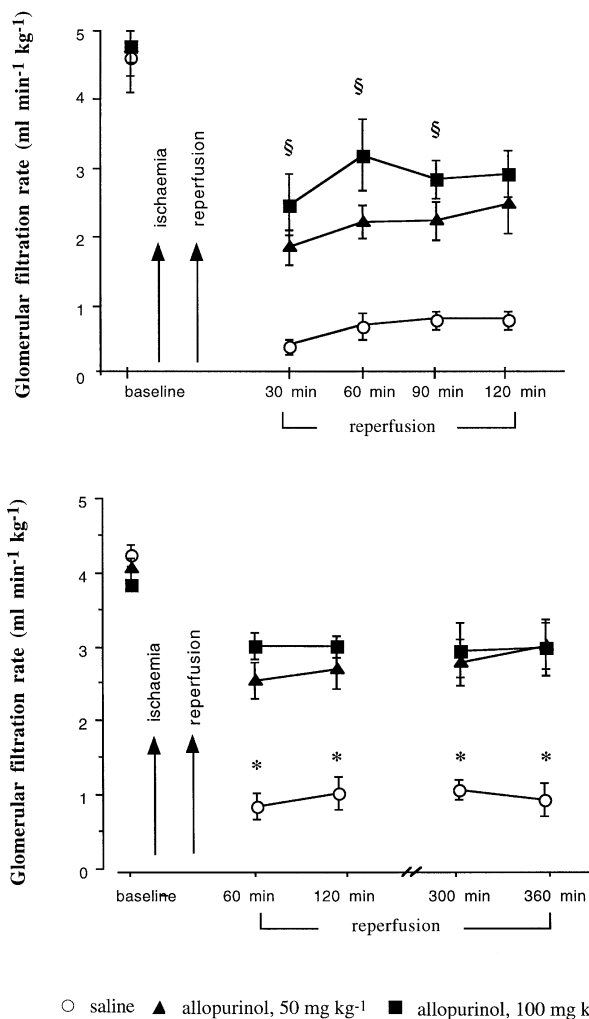 Glomerular filtration rate (ml min-1 kg-1)
5
4
3
2
1
0
ischaemia
reperfusion
§
§
§
baseline
30 min
60 min
90 min
120 min
reperfusion
Glomerular filtration rate (ml min-1 kg-1)
5
4
3
2
1
0
ischaemia
reperfusion
*
*
*
*
baseline
60 min
120 min
300 min
360 min
reperfusion
saline
allopurinol, 50 mg kg-1
allopurinol, 100 mg k